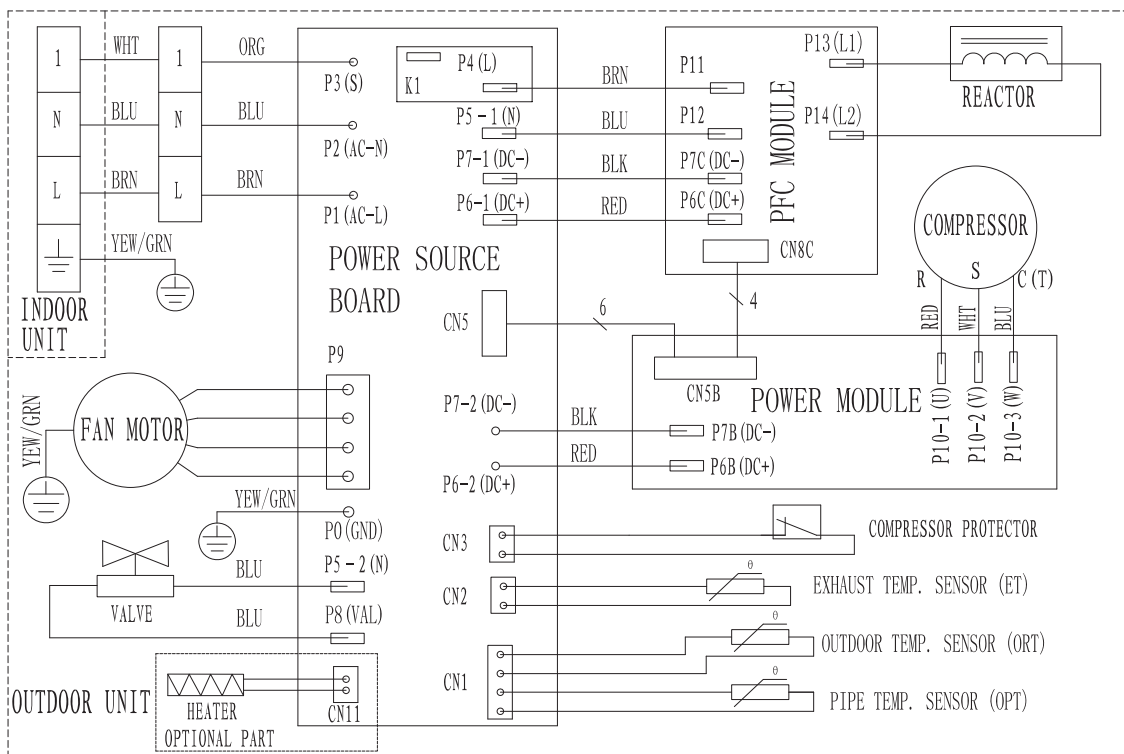 1
N
L
INDOOR
UNIT
WHT
BLU
BRN
YEW/GRN
1
N
L
ORG
BLU
BRN
P3(S)
P2(AC-N)
P1(AC-L)
K1
P4(L)
P5-1(N)
P7-1(DC-)
P6-1(DC+)
POWER SOURCE
BOARD
BRN
BLU
BLK
RED
P11
P12
P7C(DC-)
P6C(DC+)
CN8C
PFC MODULE
P13(L1)
P14(L2)
REACTOR
COMPRESSOR
R
S
C(T)
RED
WHT
BLU
CN5
6
4
CN5B
POWER MODULE
P10-1(U)
P10-2(V)
P10-3(W)
P7-2(DC-)
P6-2(DC+)
BLK
RED
P7B(DC-)
P6B(DC+)
P9
FAN MOTOR
YEW/GRN
YEW/GRN
P0(GND)
P5-2(N)
BLU
VALVE
BLU
P8(VAL)
CN3
COMPRESSOR PROTECTOR
CN2
θ
EXHAUST TEMP. SENSOR (ET)
CN1
θ
OUTDOOR TEMP. SENSOR (ORT)
θ
PIPE TEMP. SENSOR (OPT)
OUTDOOR UNIT
HEATER
OPTIONAL PART
CN11